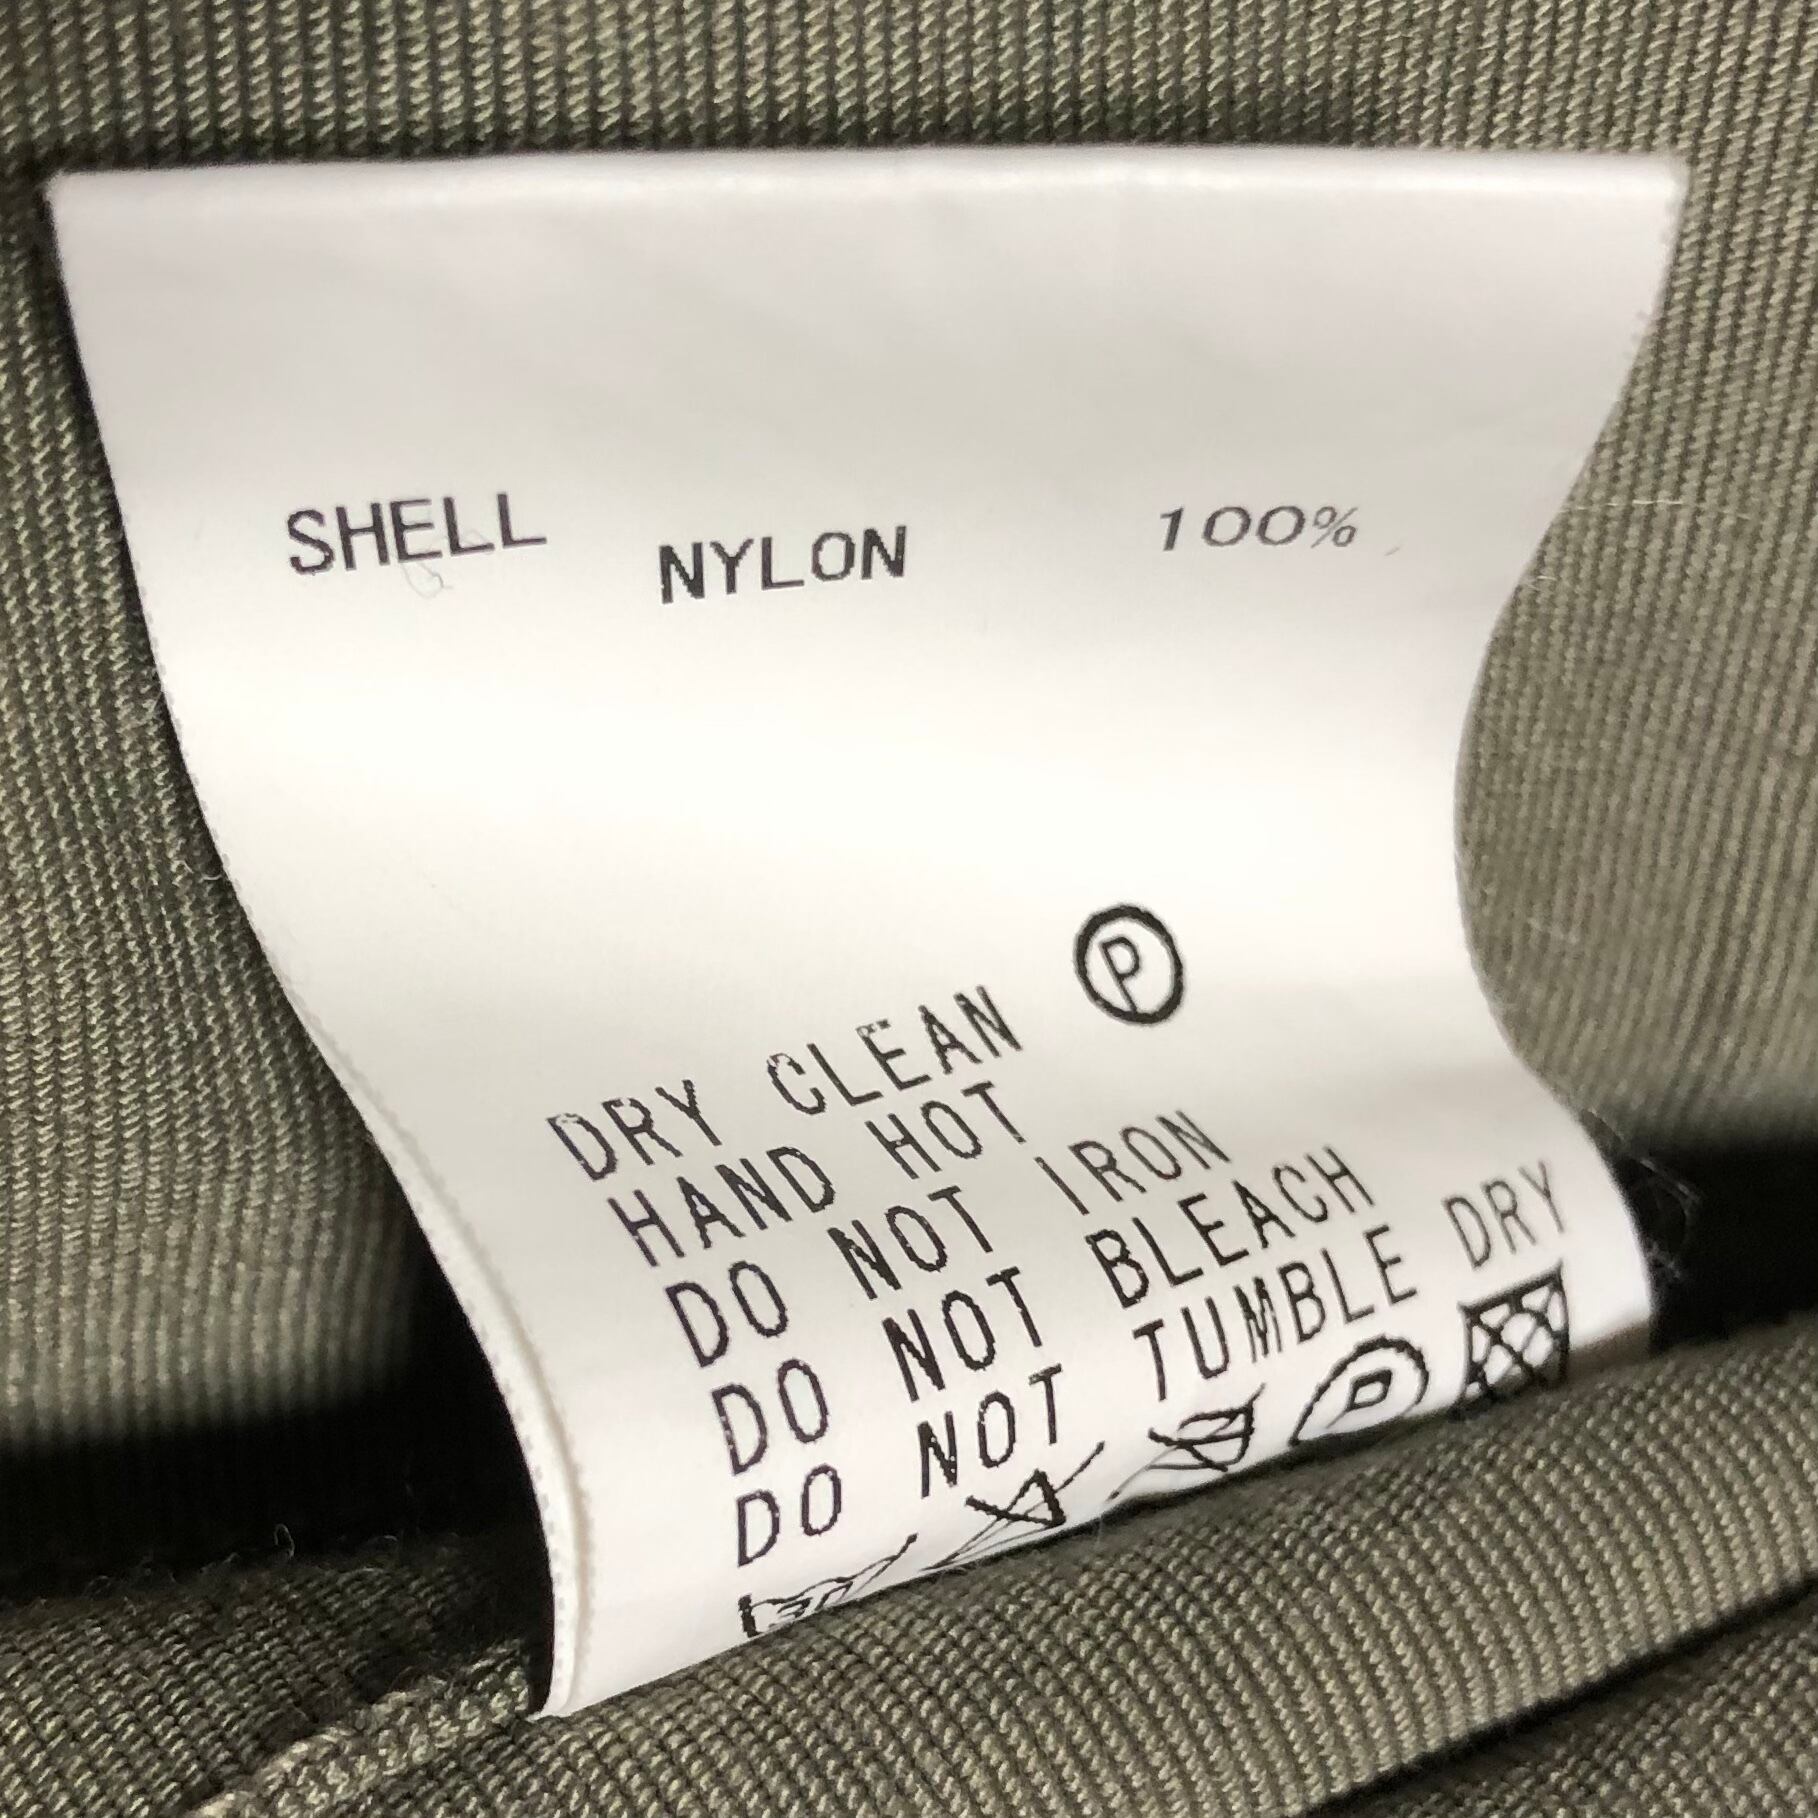 SHELL NYLON 100%
DRY CLEAN Ⓟ
HAND HOT
DO NOT IRON
DO NOT BLEACH
DO NOT TUMBLE DRY
P